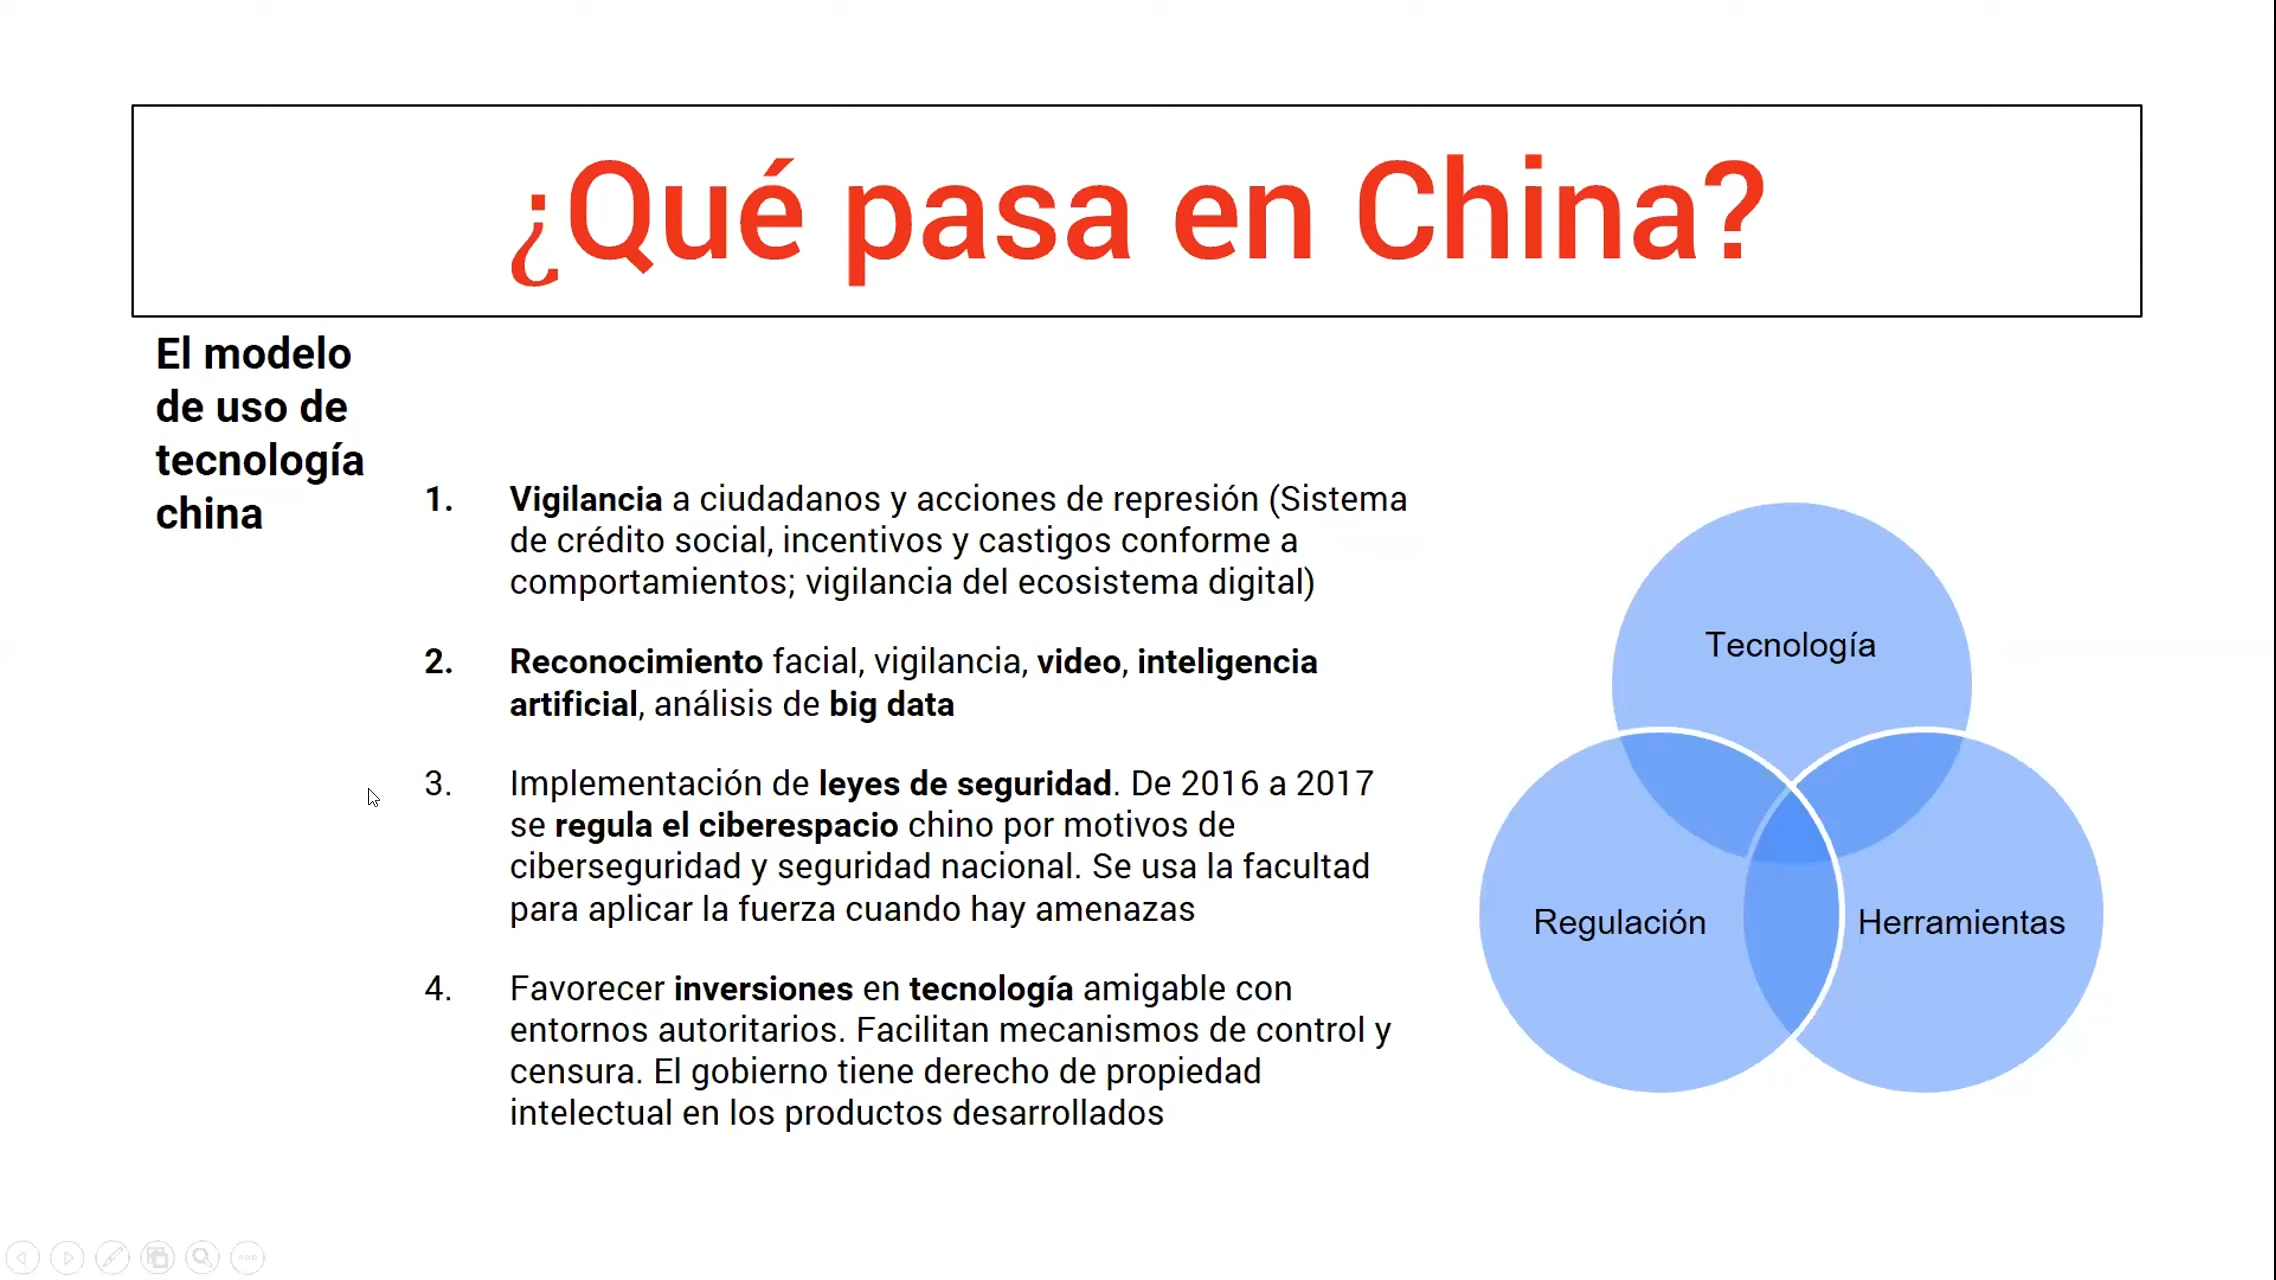 ¿Qué pasa en China?
El modelo
de uso de
tecnología
china
1. Vigilancia a ciudadanos y acciones de represión (Sistema
de crédito social, incentivos y castigos conforme a
comportamientos; vigilancia del ecosistema digital)
2. Reconocimiento facial, vigilancia, video, inteligencia
artificial, análisis de big data
3. Implementación de leyes de seguridad. De 2016 a 2017
se regula el ciberespacio chino por motivos de
ciberseguridad y seguridad nacional. Se usa la facultad
para aplicar la fuerza cuando hay amenazas
4. Favorecer inversiones en tecnología amigable con
entornos autoritarios. Facilitan mecanismos de control y
censura. El gobierno tiene derecho de propiedad
intelectual en los productos desarrollados
Tecnología
Regulación
Herramientas